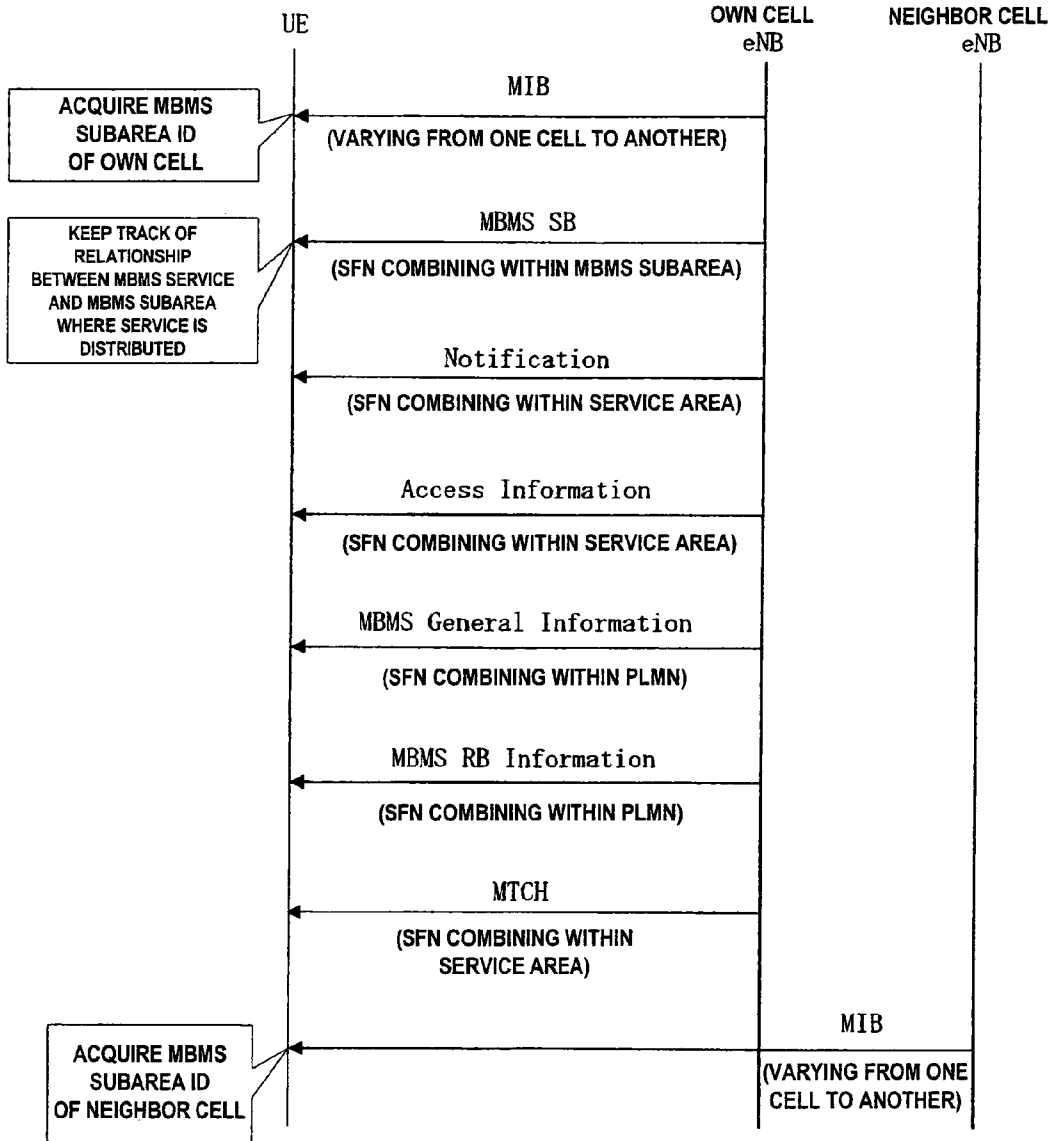 UE
OWN CELL
eNB
NEIGHBOR CELL
eNB
MIB
(VARYING FROM ONE CELL TO ANOTHER)
ACQUIRE MBMS
SUBAREA ID
OF OWN CELL
MBMS SB
(SFN COMBINING WITHIN MBMS SUBAREA)
KEEP TRACK OF
RELATIONSHIP
BETWEEN MBMS SERVICE
AND MBMS SUBAREA
WHERE SERVICE IS
DISTRIBUTED
Notification
(SFN COMBINING WITHIN SERVICE AREA)
Access Information
(SFN COMBINING WITHIN SERVICE AREA)
MBMS General Information
(SFN COMBINING WITHIN PLMN)
MBMS RB Information
(SFN COMBINING WITHIN PLMN)
MTCH
(SFN COMBINING WITHIN
SERVICE AREA)
MIB
(VARYING FROM ONE
CELL TO ANOTHER)
ACQUIRE MBMS
SUBAREA ID
OF NEIGHBOR CELL